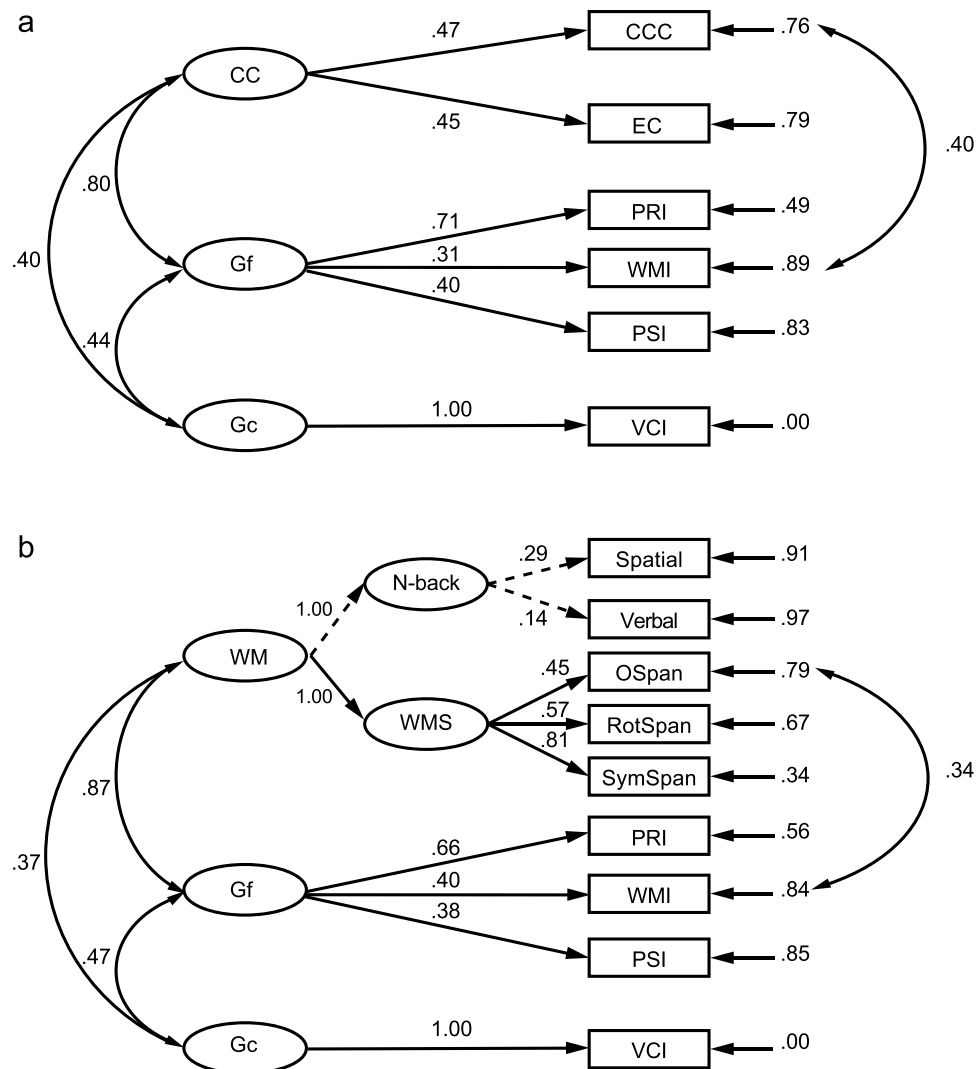 a
.47
CCC
.76
CC
.45
EC
.79
.40
.80
.71
PRI
.49
.40
Gf
.31
WMI
.89
.40
PSI
.83
.44
Gc
1.00
VCI
.00
b
N-back
.29
Spatial
.91
1.00
.14
Verbal
.97
WM
.45
OSpan
.79
1.00
WMS
.57
RotSpan
.67
.81
SymSpan
.34
.34
.87
.37
.66
PRI
.56
Gf
.40
WMI
.84
.38
PSI
.85
.47
Gc
1.00
VCI
.00